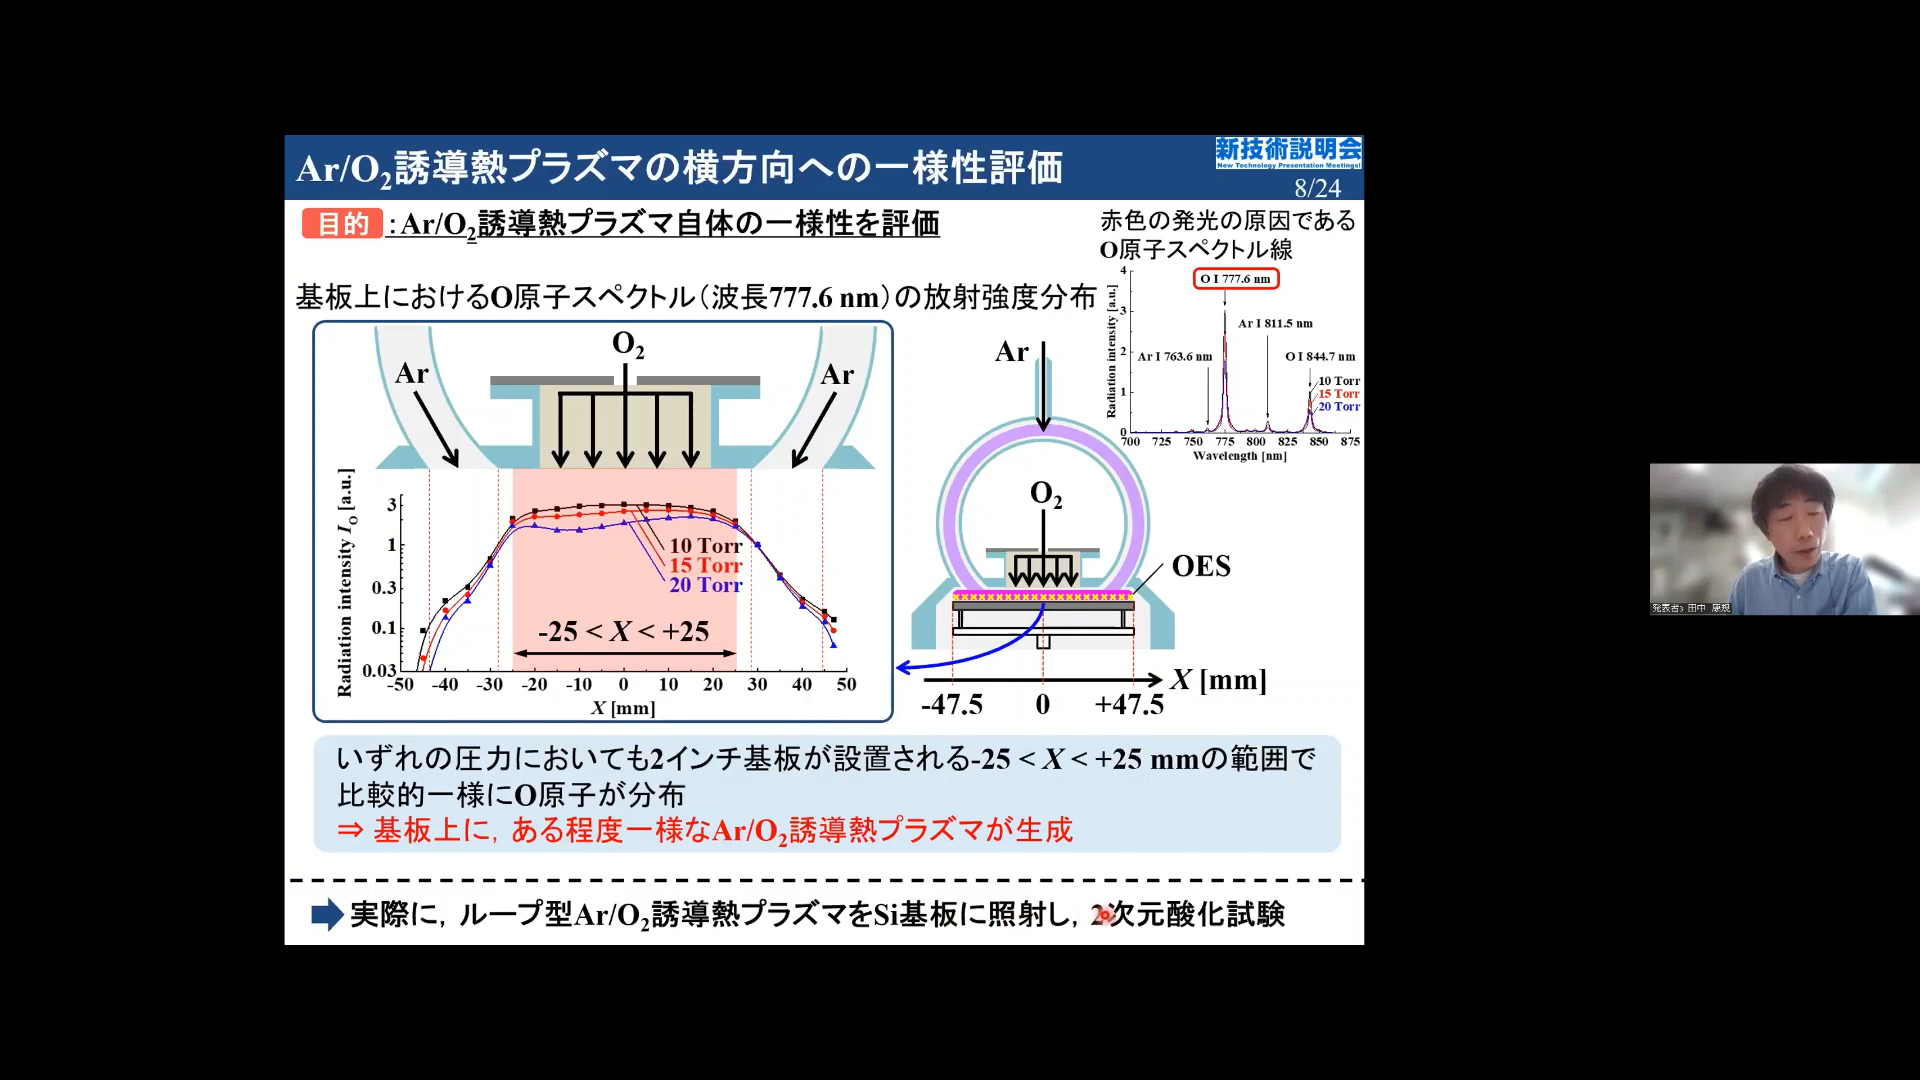 Ar/O2誘導熱プラズマの横方向への一様性評価
新技術説明会
New Technology Presentation Meetings!
8/24
目的:Ar/O2誘導熱プラズマ自体の一様性を評価
赤色の発光の原因である
O原子スペクトル線
基板上におけるO原子スペクトル（波長777.6 nm）の放射強度分布
O2
Ar
Ar
Radiation intensity IO [a.u.]
3
1
0.3
0.1
0.03
10 Torr
15 Torr
20 Torr
-25 < X < +25
-50 -40 -30 -20 -10 0 10 20 30 40 50
X [mm]
Ar
O2
OES
X [mm]
-47.5 0 +47.5
Radiation intensity [a.u.]
4
3
2
1
0
O I 777.6 nm
Ar I 811.5 nm
Ar I 763.6 nm
O I 844.7 nm
10 Torr
15 Torr
20 Torr
700 725 750 775 800 825 850 875
Wavelength [nm]
いずれの圧力においても2インチ基板が設置される-25 < X < +25 mmの範囲で
比較的一様にO原子が分布
⇒ 基板上に，ある程度一様なAr/O2誘導熱プラズマが生成
実際に，ループ型Ar/O2誘導熱プラズマをSi基板に照射し，2次元酸化試験
発表者3 田中 康規